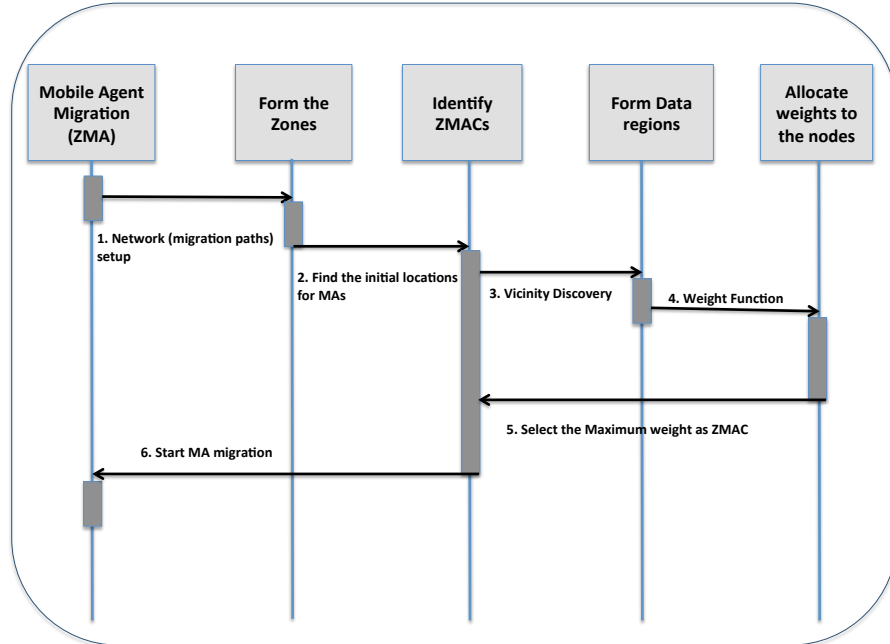 Mobile Agent
Migration
(ZMA)
Form the
Zones
Identify
ZMACs
Form Data
regions
Allocate
weights to
the nodes
1. Network (migration paths)
setup
2. Find the initial locations
for MAs
3. Vicinity Discovery
4. Weight Function
5. Select the Maximum weight as ZMAC
6. Start MA migration